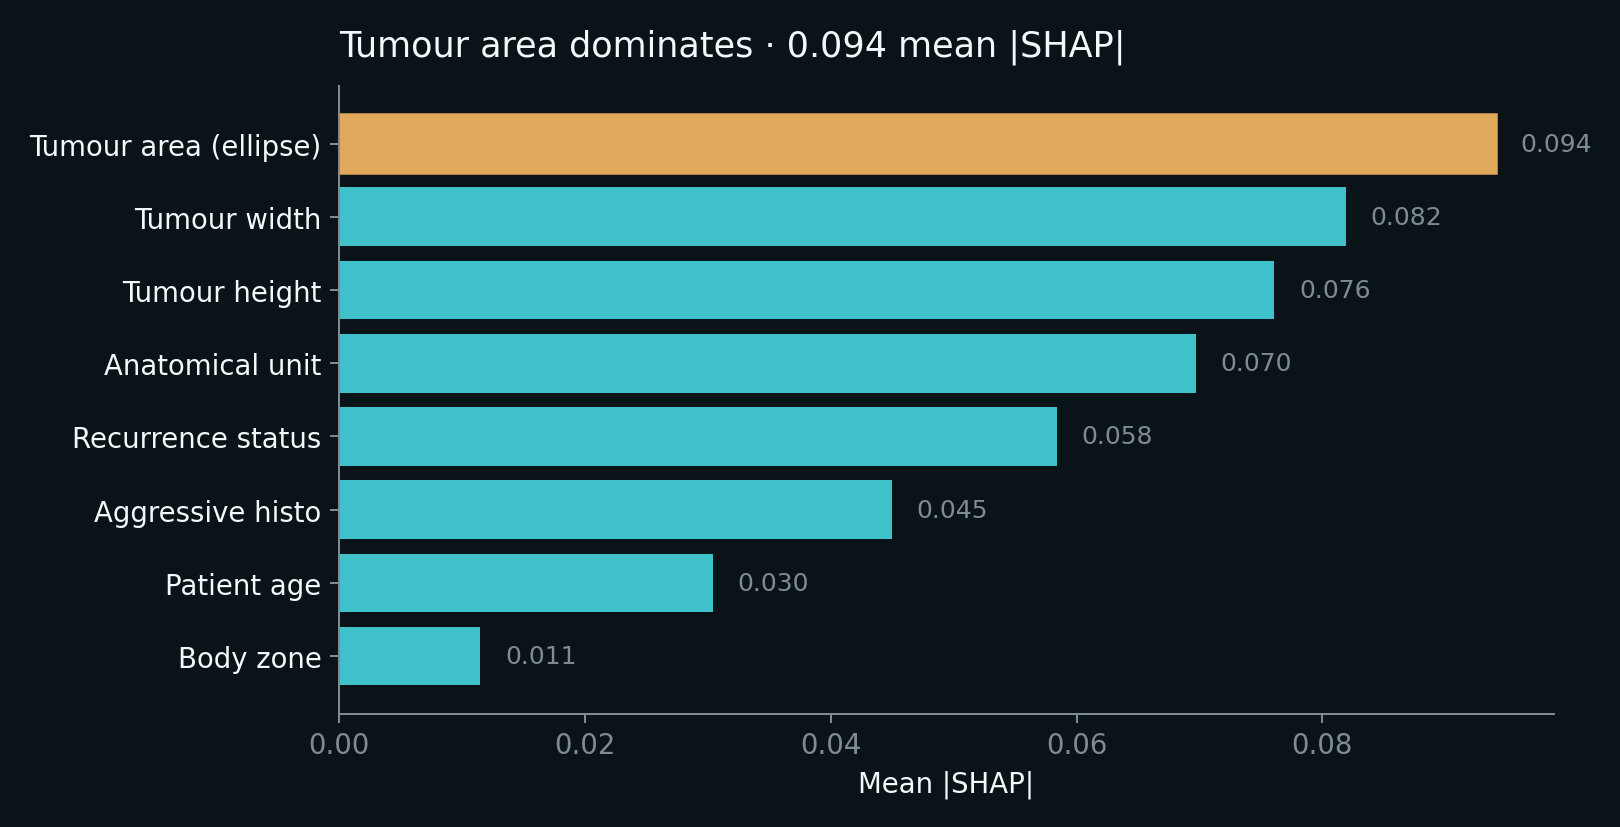 Tumour area dominates · 0.094 mean |SHAP|
Tumour area (ellipse) 0.094
Tumour width 0.082
Tumour height 0.076
Anatomical unit 0.070
Recurrence status 0.058
Aggressive histo 0.045
Patient age 0.030
Body zone 0.011
0.00 0.02 0.04 0.06 0.08
Mean |SHAP|